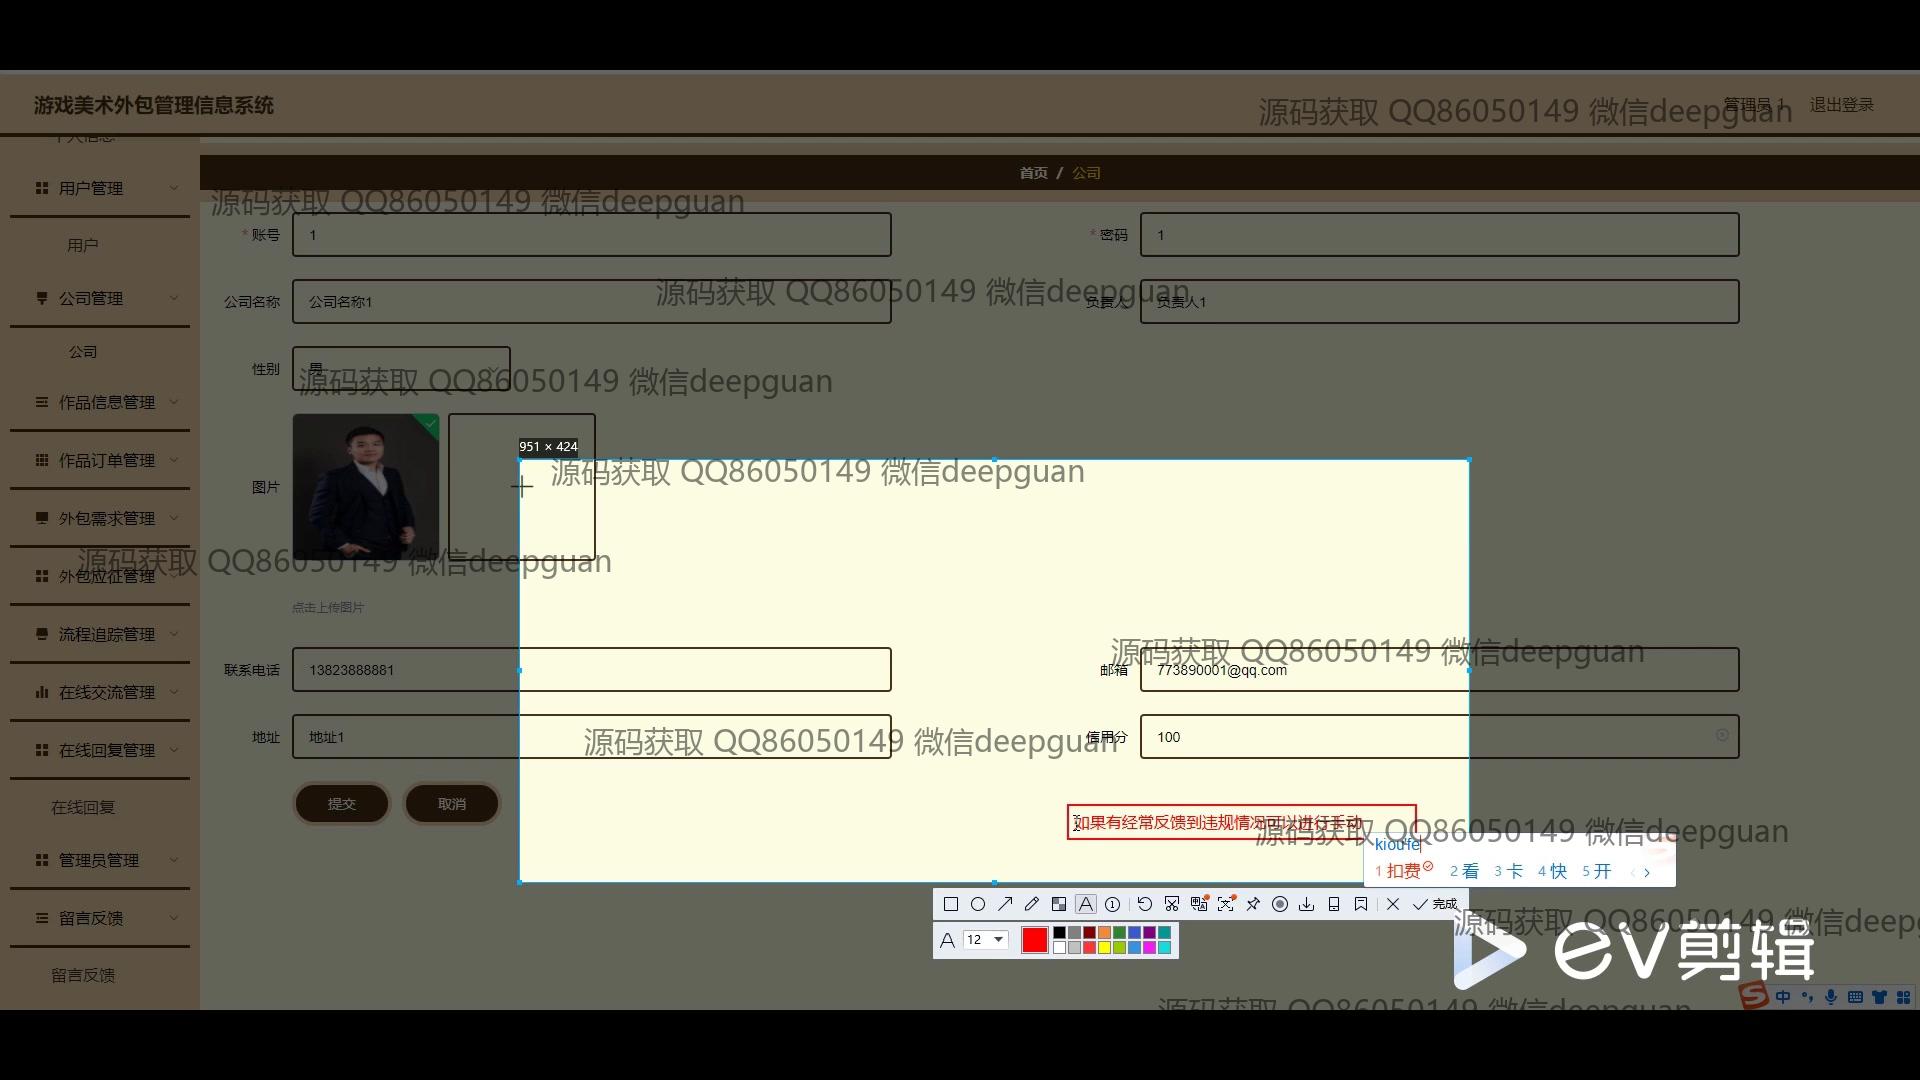 游戏美术外包管理信息系统
管理员 1
退出登录
源码获取 QQ86050149 微信deepguan
个人信息
首页 / 公司
用户管理
源码获取 QQ86050149 微信deepguan
* 账号 1
* 密码 1
用户
公司管理
源码获取 QQ86050149 微信deepguan
公司名称 公司名称1
负责人 负责人1
公司
性别 男
源码获取 QQ86050149 微信deepguan
作品信息管理
951 × 424
作品订单管理
源码获取 QQ86050149 微信deepguan
图片
外包需求管理
源码获取 QQ86050149 微信deepguan
外包应征管理
点击上传图片
流程追踪管理
源码获取 QQ86050149 微信deepguan
联系电话 13823888881
邮箱 773890001@qq.com
在线交流管理
地址 地址1
源码获取 QQ86050149 微信deepguan
信用分 100
在线回复管理
提交 取消
在线回复
如果有经常反馈到违规情况可以进行手动
源码获取 QQ86050149 微信deepguan
kiou'fe
1 扣费 2 看 3 卡 4 快 5 开
管理员管理
完成
留言反馈
源码获取 QQ86050149 微信deepg
A 12
EV剪辑
留言反馈
中
源码获取 QQ86050149 微信deepguan